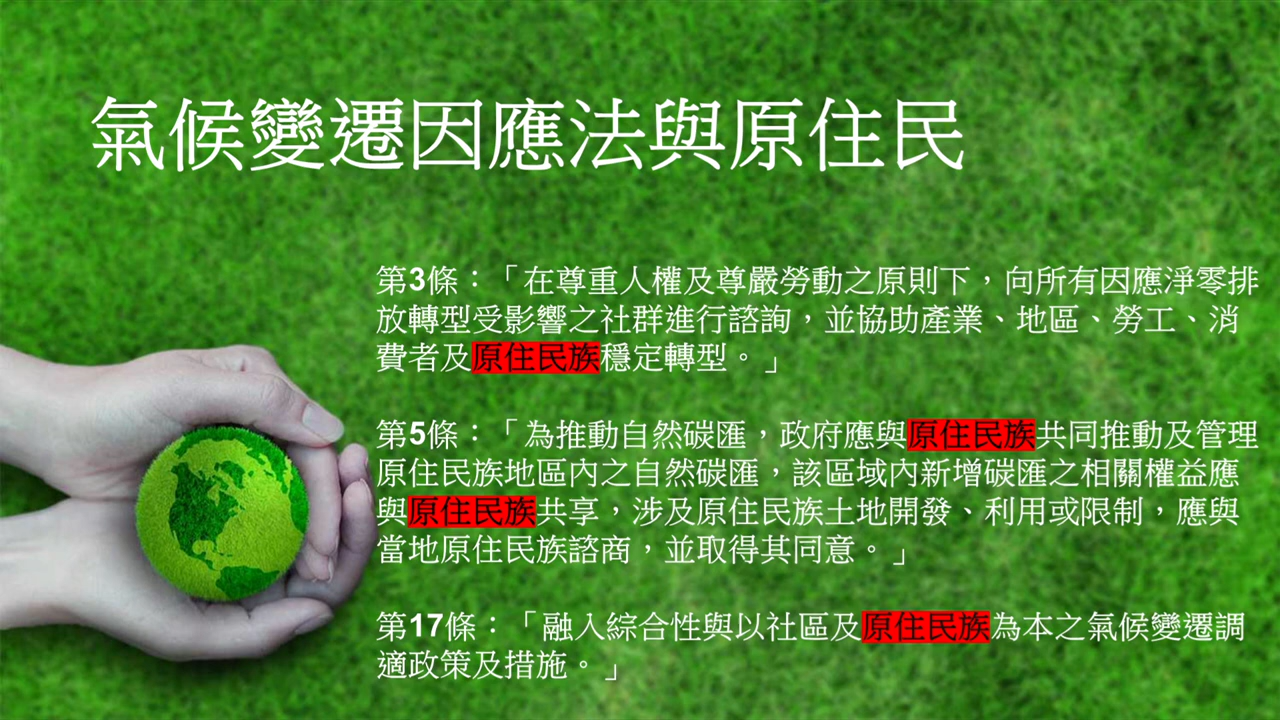 氣候變遷因應法與原住民
第3條：「在尊重人權及尊嚴勞動之原則下，向所有因應淨零排
放轉型受影響之社群進行諮詢，並協助產業、地區、勞工、消
費者及原住民族穩定轉型。」
第5條：「為推動自然碳匯，政府應與原住民族共同推動及管理
原住民族地區內之自然碳匯，該區域內新增碳匯之相關權益應
與原住民族共享，涉及原住民族土地開發、利用或限制，應與
當地原住民族諮商，並取得其同意。」
第17條：「融入綜合性與以社區及原住民族為本之氣候變遷調
適政策及措施。」